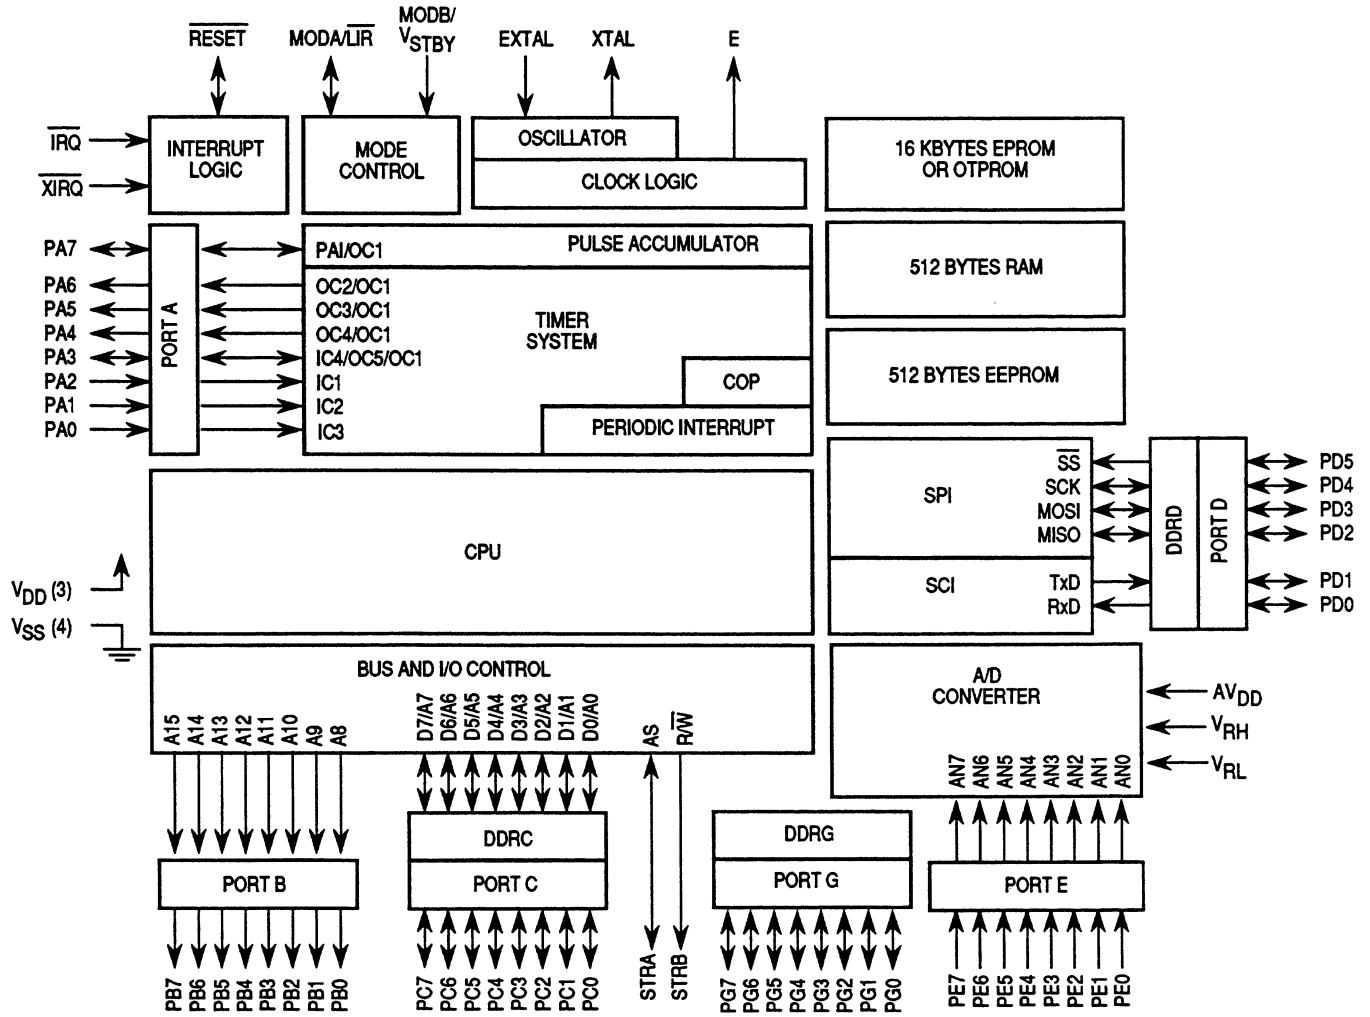 RESET
MODA/LIR
MODB/
VSTBY
EXTAL
XTAL
E
IRQ
XIRQ
INTERRUPT
LOGIC
MODE
CONTROL
OSCILLATOR
CLOCK LOGIC
16 KBYTES EPROM
OR OTPROM
PA7
PA6
PA5
PA4
PA3
PA2
PA1
PA0
PORT A
PAI/OC1
PULSE ACCUMULATOR
OC2/OC1
OC3/OC1
OC4/OC1
IC4/OC5/OC1
IC1
IC2
IC3
TIMER
SYSTEM
COP
PERIODIC INTERRUPT
512 BYTES RAM
512 BYTES EEPROM
CPU
VDD (3)
VSS (4)
SPI
SS
SCK
MOSI
MISO
SCI
TxD
RxD
DDRD
PORT D
PD5
PD4
PD3
PD2
PD1
PD0
BUS AND I/O CONTROL
A15
A14
A13
A12
A11
A10
A9
A8
D7/A7
D6/A6
D5/A5
D4/A4
D3/A3
D2/A2
D1/A1
D0/A0
AS
R/W
A/D
CONVERTER
AVDD
VRH
VRL
AN7
AN6
AN5
AN4
AN3
AN2
AN1
AN0
PORT B
DDRC
PORT C
DDRG
PORT G
PORT E
PB7
PB6
PB5
PB4
PB3
PB2
PB1
PB0
PC7
PC6
PC5
PC4
PC3
PC2
PC1
PC0
STRA
STRB
PG7
PG6
PG5
PG4
PG3
PG2
PG1
PG0
PE7
PE6
PE5
PE4
PE3
PE2
PE1
PE0